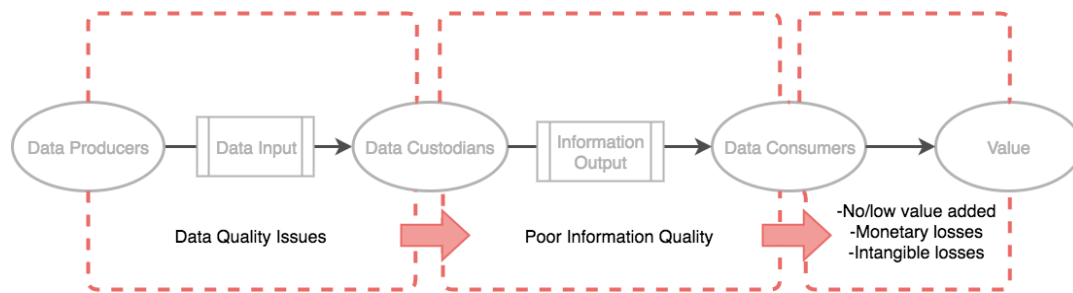 Data Producers
Data Input
Data Custodians
Information
Output
Data Consumers
Value
Data Quality Issues
Poor Information Quality
-No/low value added
-Monetary losses
-Intangible losses